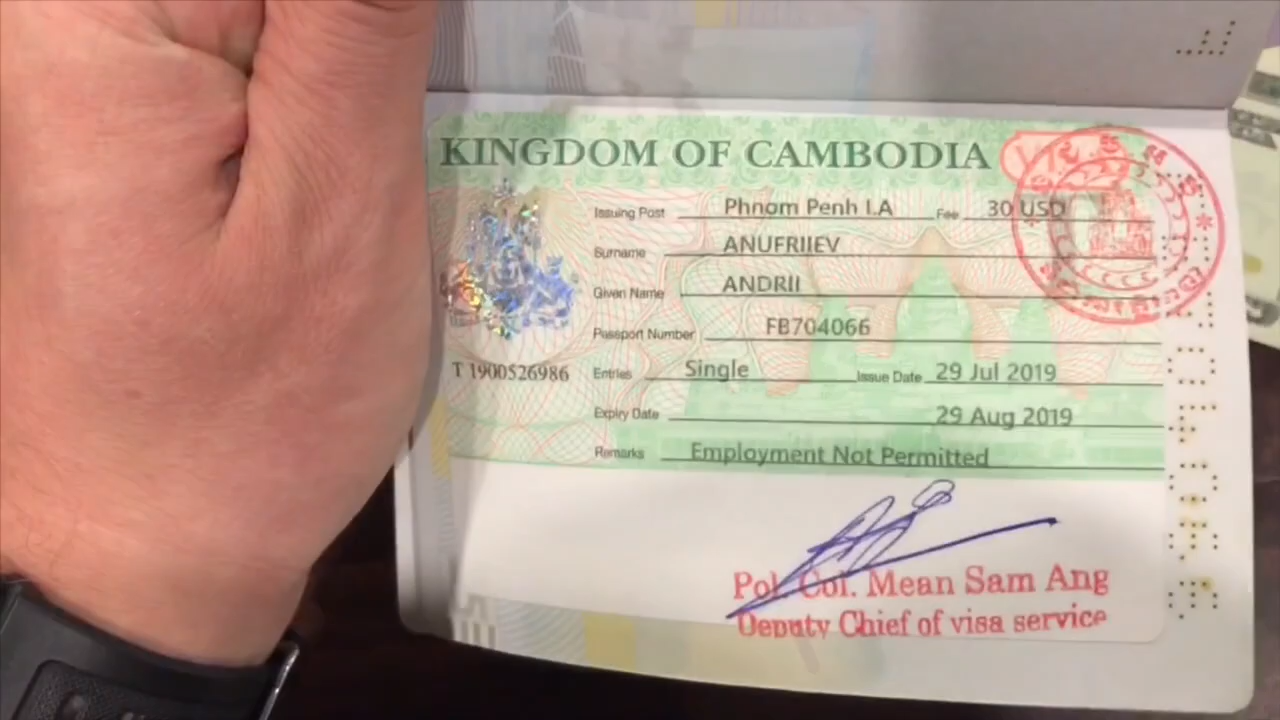 KINGDOM OF CAMBODIA
Issuing Post Phnom Penh I.A Fee 30 USD
Surname ANUFRIIEV
Given Name ANDRII
Passport Number FB704066
T 1900526986 Entries Single Issue Date 29 Jul 2019
Expiry Date 29 Aug 2019
Remarks Employment Not Permitted
Pol. Col. Mean Sam Ang
Deputy Chief of visa service